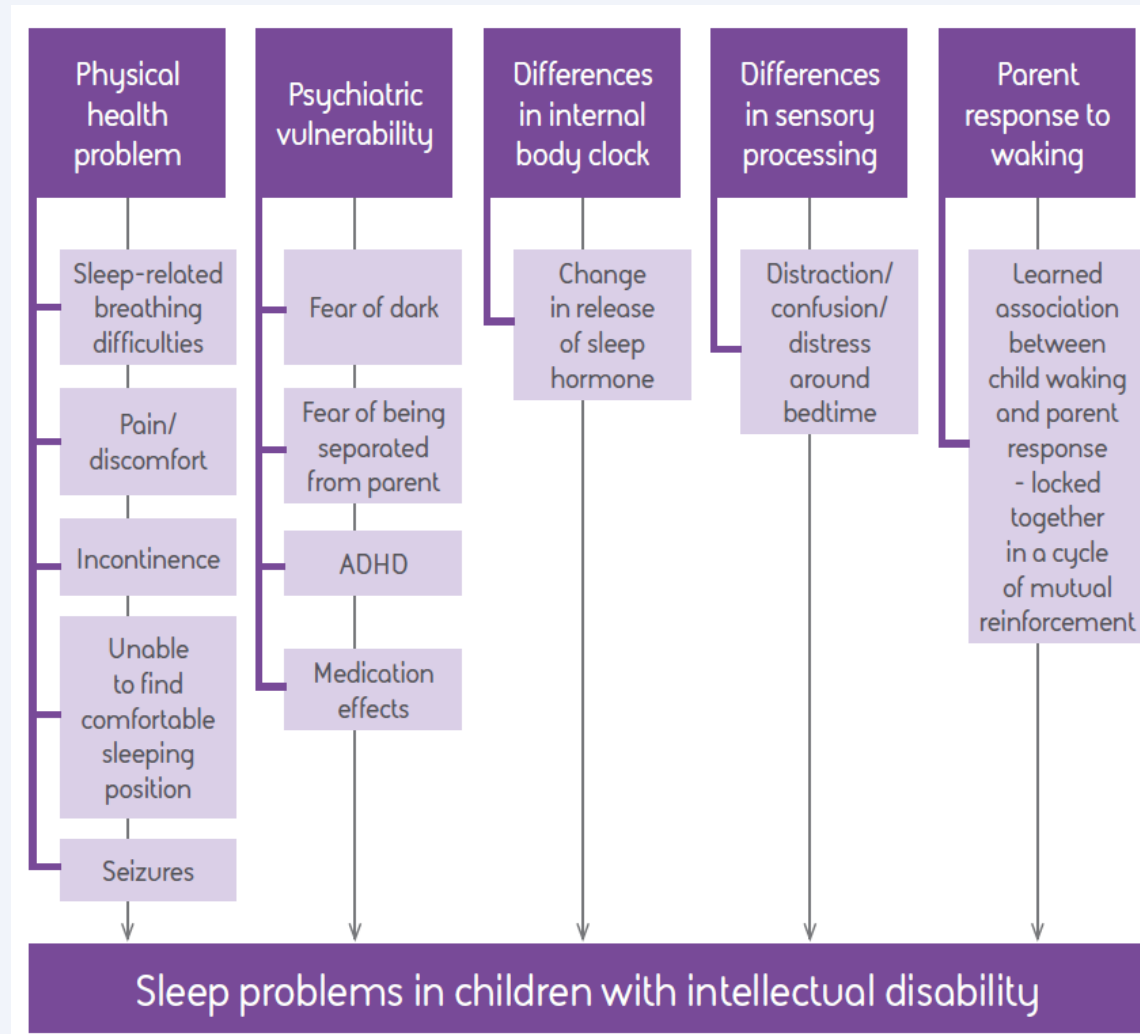 Physical
health
problem
Sleep-related
breathing
difficulties
Pain/
discomfort
Incontinence
Unable
to find
comfortable
sleeping
position
Seizures
Psychiatric
vulnerability
Fear of dark
Fear of being
separated
from parent
ADHD
Medication
effects
Differences
in internal
body clock
Change
in release
of sleep
hormone
Differences
in sensory
processing
Distraction/
confusion/
distress
around
bedtime
Parent
response to
waking
Learned
association
between
child waking
and parent
response
- locked
together
in a cycle
of mutual
reinforcement
Sleep problems in children with intellectual disability